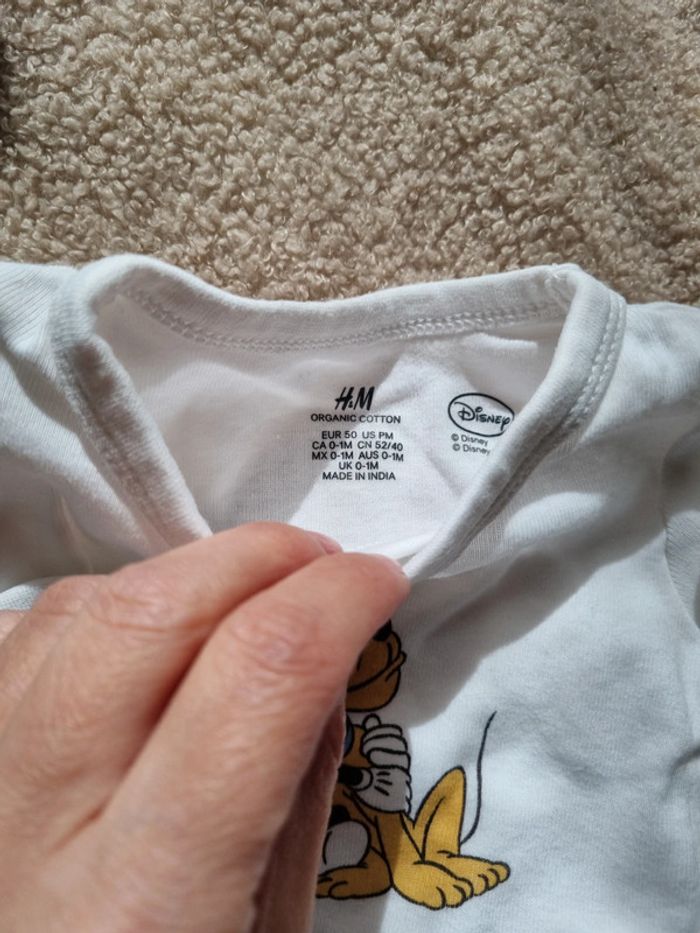 H&M
ORGANIC COTTON
EUR 50 US PM
CA 0-1M CN 52/40
MX 0-1M AUS 0-1M
UK 0-1M
MADE IN INDIA
Disney
© Disney
© Disney